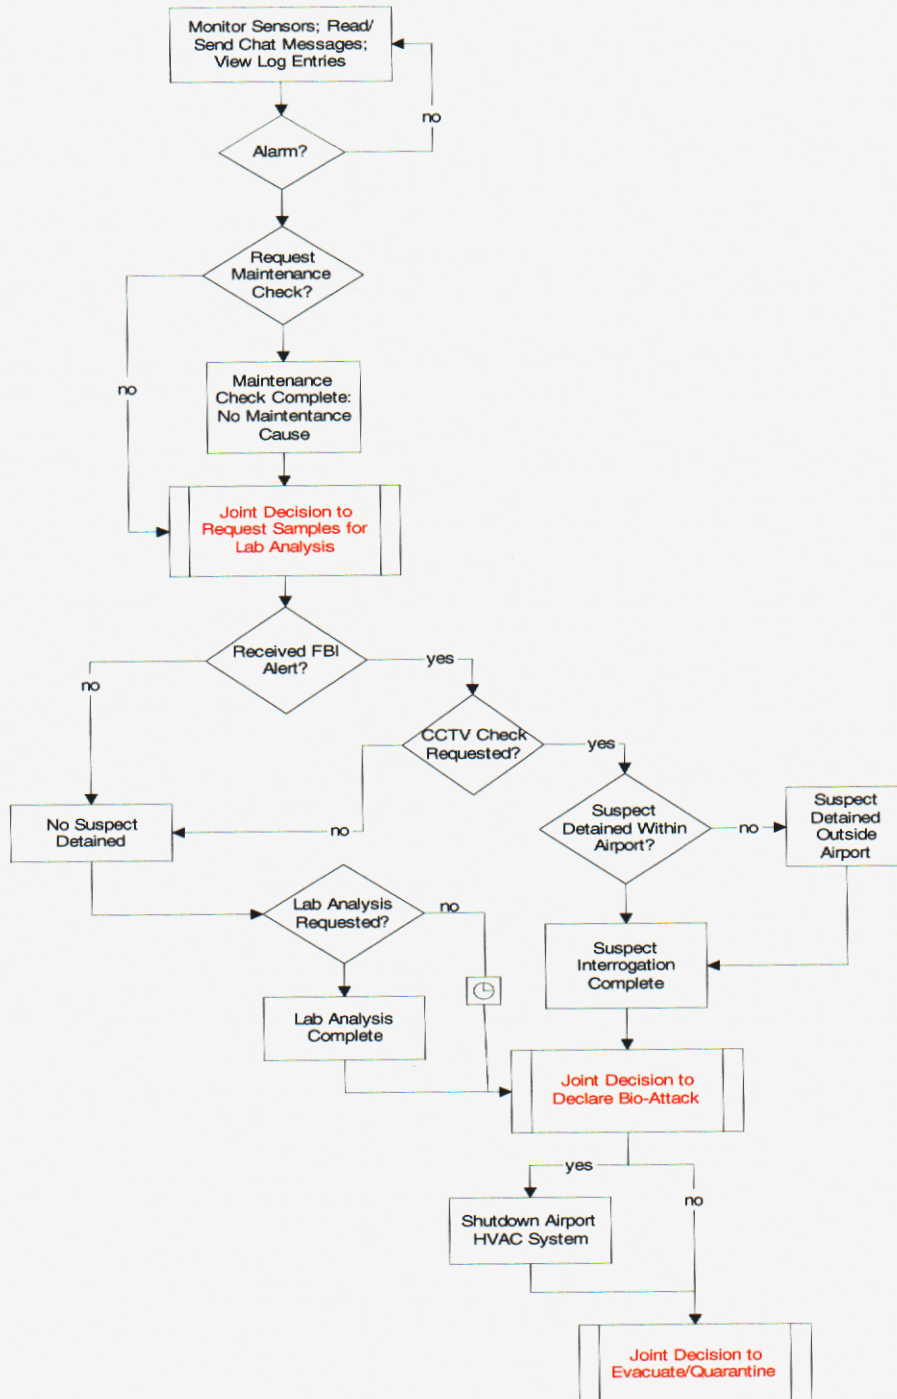 Monitor Sensors; Read/
Send Chat Messages;
View Log Entries
no
Alarm?
Request
Maintenance
Check?
no
Maintenance
Check Complete:
No Maintentance
Cause
Joint Decision to
Request Samples for
Lab Analysis
Received FBI
Alert?
yes
no
CCTV Check
Requested?
yes
Suspect
Detained Within
Airport?
no
Suspect
Detained
Outside
Airport
No Suspect
Detained
no
Lab Analysis
Requested?
no
Suspect
Interrogation
Complete
Lab Analysis
Complete
Joint Decision to
Declare Bio-Attack
yes
no
Shutdown Airport
HVAC System
Joint Decision to
Evacuate/Quarantine